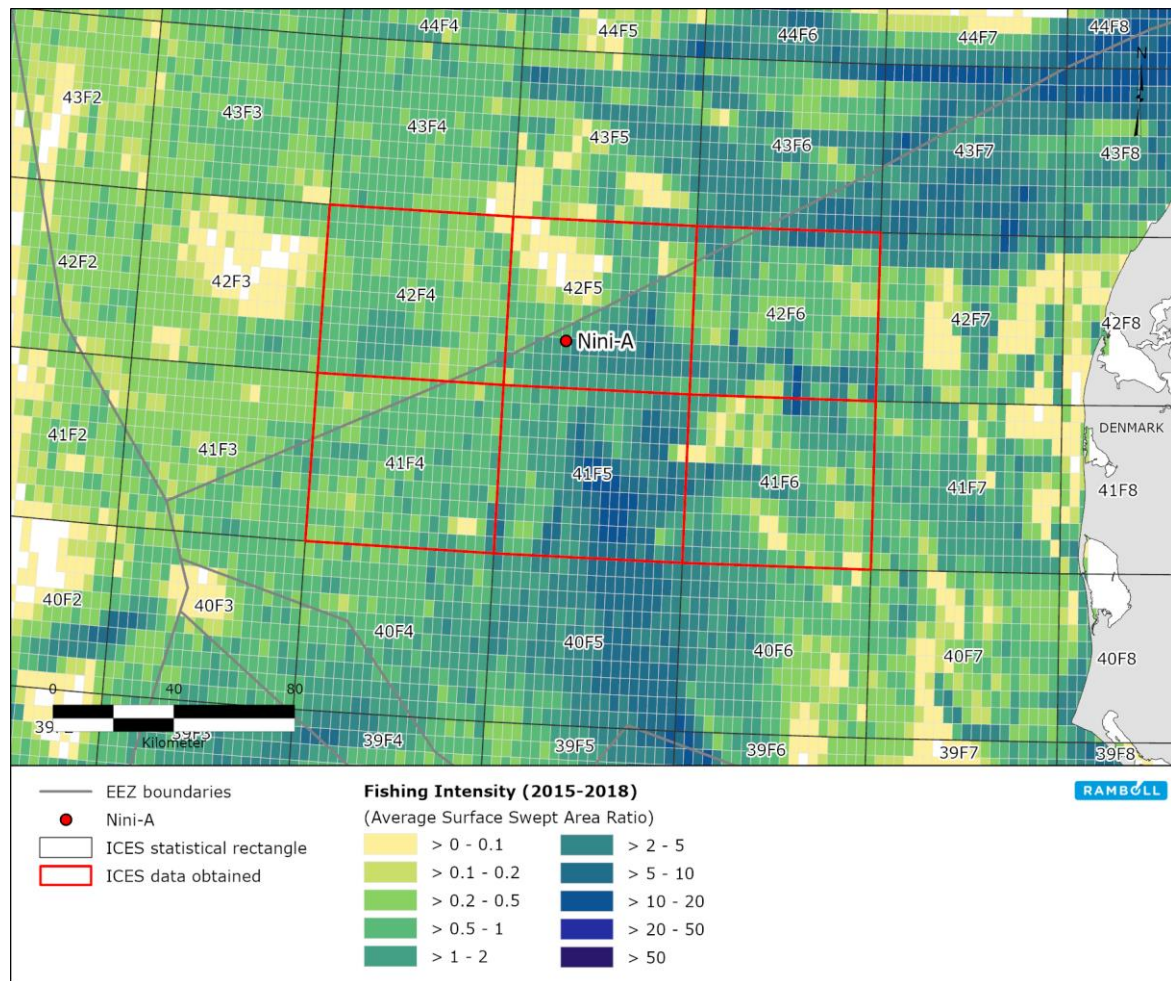 44F4
44F5
44F6
44F7
44F8
N
43F2
43F3
43F4
43F5
43F6
43F7
43F8
42F2
42F3
42F4
42F5
42F6
42F7
42F8
Nini-A
DENMARK
41F2
41F3
41F4
41F5
41F6
41F7
41F8
40F2
40F3
40F4
40F5
40F6
40F7
40F8
0 40 80
Kilometer
39F3
39F4
39F5
39F6
39F7
39F8
EEZ boundaries
Nini-A
ICES statistical rectangle
ICES data obtained
Fishing Intensity (2015-2018)
(Average Surface Swept Area Ratio)
> 0 - 0.1
> 0.1 - 0.2
> 0.2 - 0.5
> 0.5 - 1
> 1 - 2
> 2 - 5
> 5 - 10
> 10 - 20
> 20 - 50
> 50
RAMBOLL